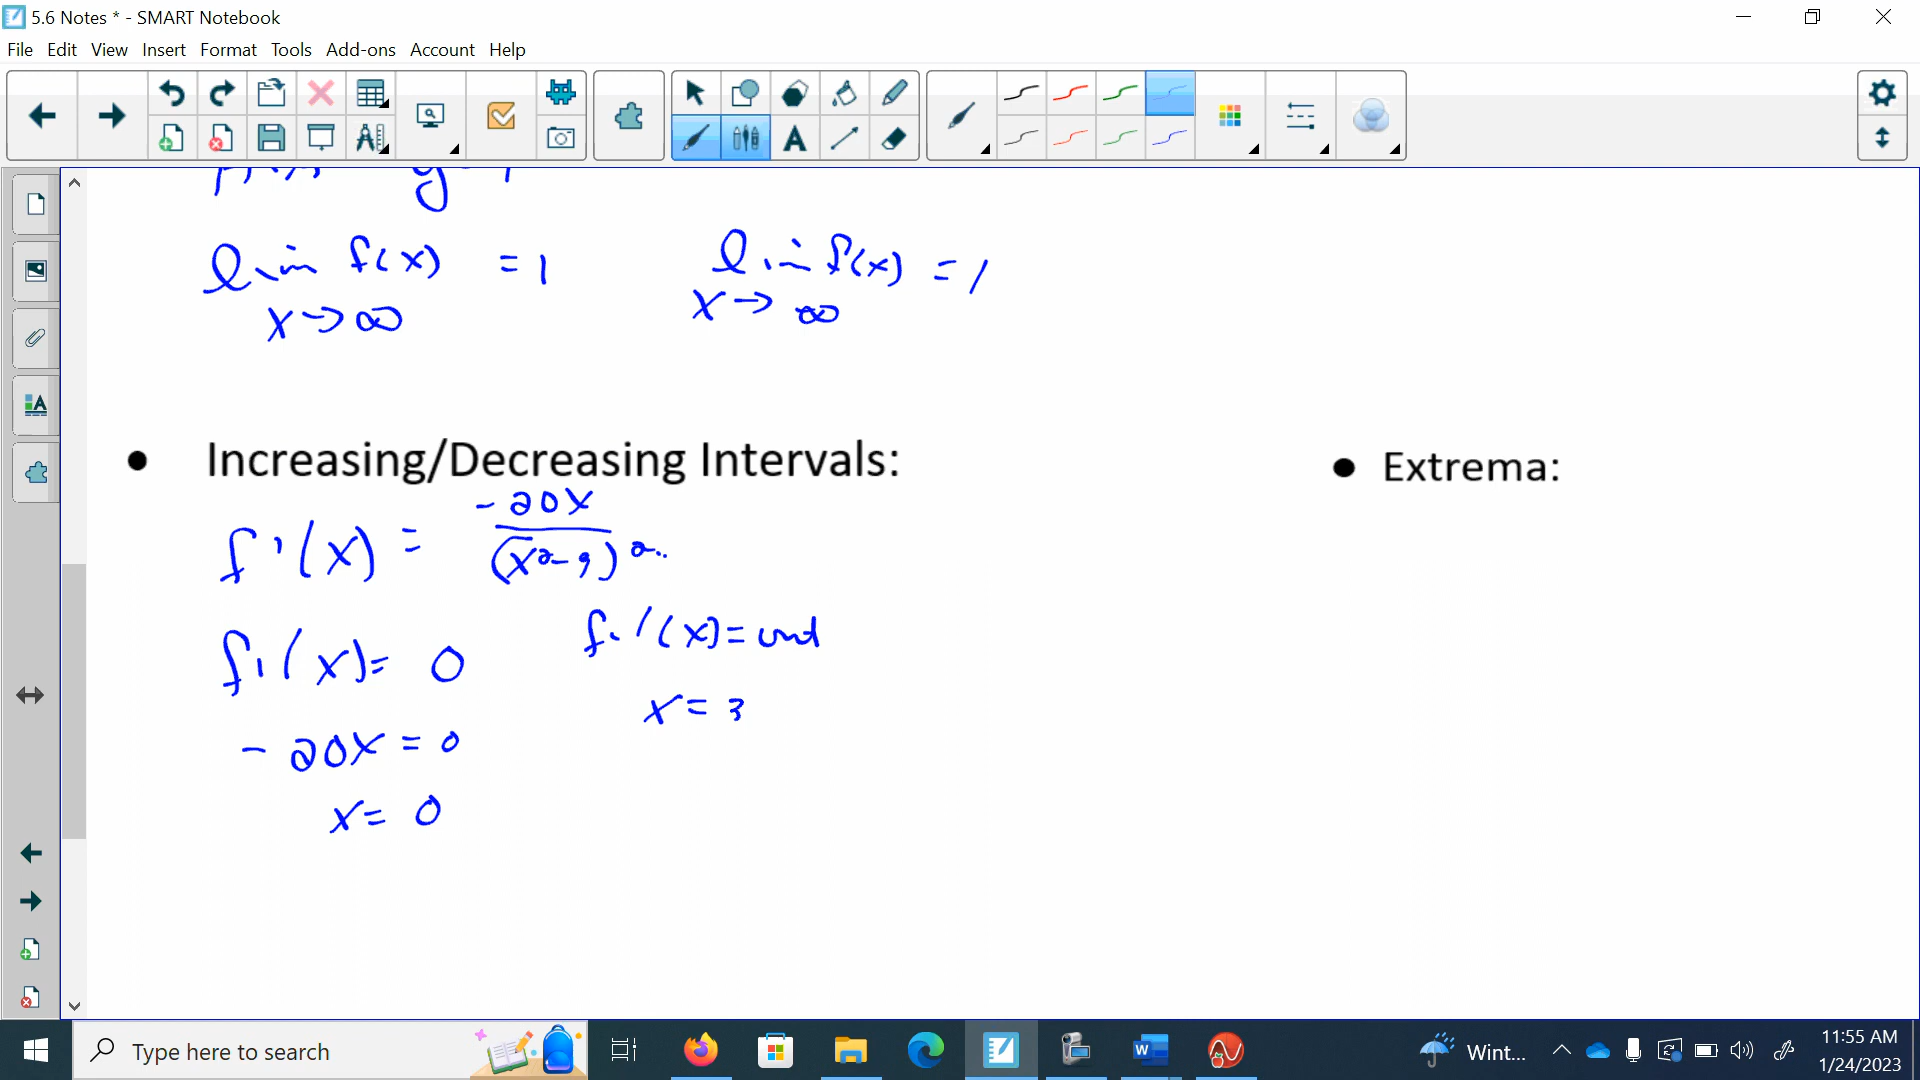 5.6 Notes * - SMART Notebook
File Edit View Insert Format Tools Add-ons Account Help
lim f(x) = 1
x→∞
lim f(x) = 1
x→∞
• Increasing/Decreasing Intervals:
f'(x) = -20x/(x²-9)²
f'(x) = 0
-20x = 0
x = 0
f'(x) = und
x = 3
• Extrema:
Type here to search
Wint...
11:55 AM
1/24/2023